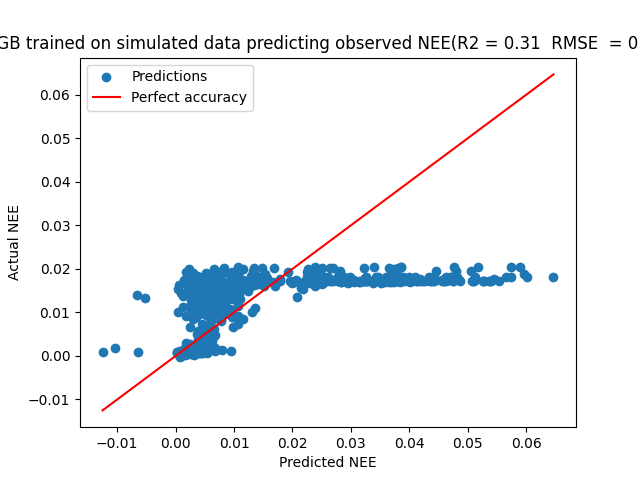 GB trained on simulated data predicting observed NEE(R2 = 0.31 RMSE = 0
Predictions
Perfect accuracy
0.06
0.05
0.04
0.03
0.02
0.01
0.00
−0.01
Actual NEE
−0.01 0.00 0.01 0.02 0.03 0.04 0.05 0.06
Predicted NEE